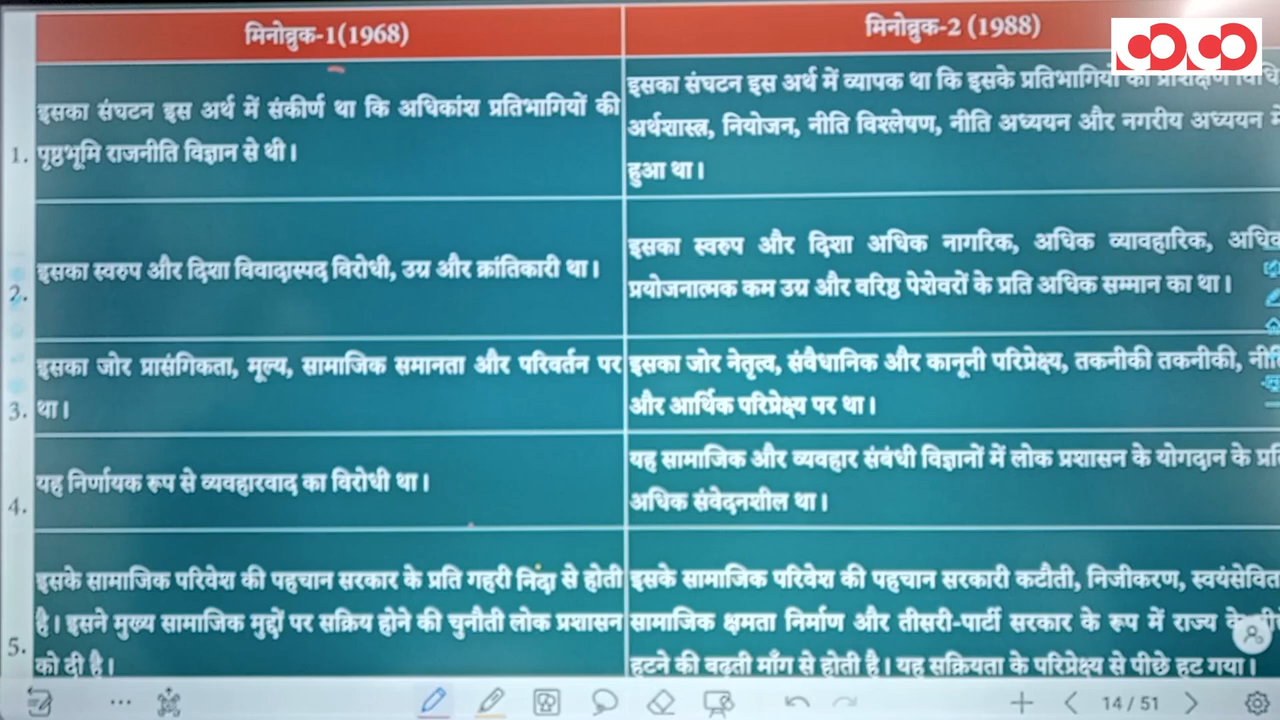 मिनोब्रुक-1(1968)
मिनोब्रुक-2 (1988)
1.
इसका संघटन इस अर्थ में संकीर्ण था कि अधिकांश प्रतिभागियों की
पृष्ठभूमि राजनीति विज्ञान से थी।
इसका संघटन इस अर्थ में व्यापक था कि इसके प्रतिभागियों का प्रशिक्षण
अर्थशास्त्र, नियोजन, नीति विश्लेषण, नीति अध्ययन और नगरीय अध्ययन में
हुआ था।
2.
इसका स्वरुप और दिशा विवादास्पद विरोधी, उग्र और क्रांतिकारी था।
इसका स्वरुप और दिशा अधिक नागरिक, अधिक व्यावहारिक,
प्रयोजनात्मक कम उग्र और वरिष्ठ पेशेवरों के प्रति अधिक सम्मान का था।
3.
इसका जोर प्रासंगिकता, मूल्य, सामाजिक समानता और परिवर्तन पर
था।
इसका जोर नेतृत्व, संवैधानिक और कानूनी परिप्रेक्ष्य, तकनीकी तकनीकी,
और आर्थिक परिप्रेक्ष्य पर था।
4.
यह निर्णायक रूप से व्यवहारवाद का विरोधी था।
यह सामाजिक और व्यवहार संबंधी विज्ञानों में लोक प्रशासन के योगदान के
अधिक संवेदनशील था।
5.
इसके सामाजिक परिवेश की पहचान सरकार के प्रति गहरी निंदा से होती
है। इसने मुख्य सामाजिक मुद्दों पर सक्रिय होने की चुनौती लोक प्रशासन
को दी है।
इसके सामाजिक परिवेश की पहचान सरकारी कटौती, निजीकरण,
सामाजिक क्षमता निर्माण और तीसरी-पार्टी सरकार के रूप में राज्य के
हटने की बढ़ती माँग से होती है। यह सक्रियता के परिप्रेक्ष्य से पीछे हट गया।
14 / 51